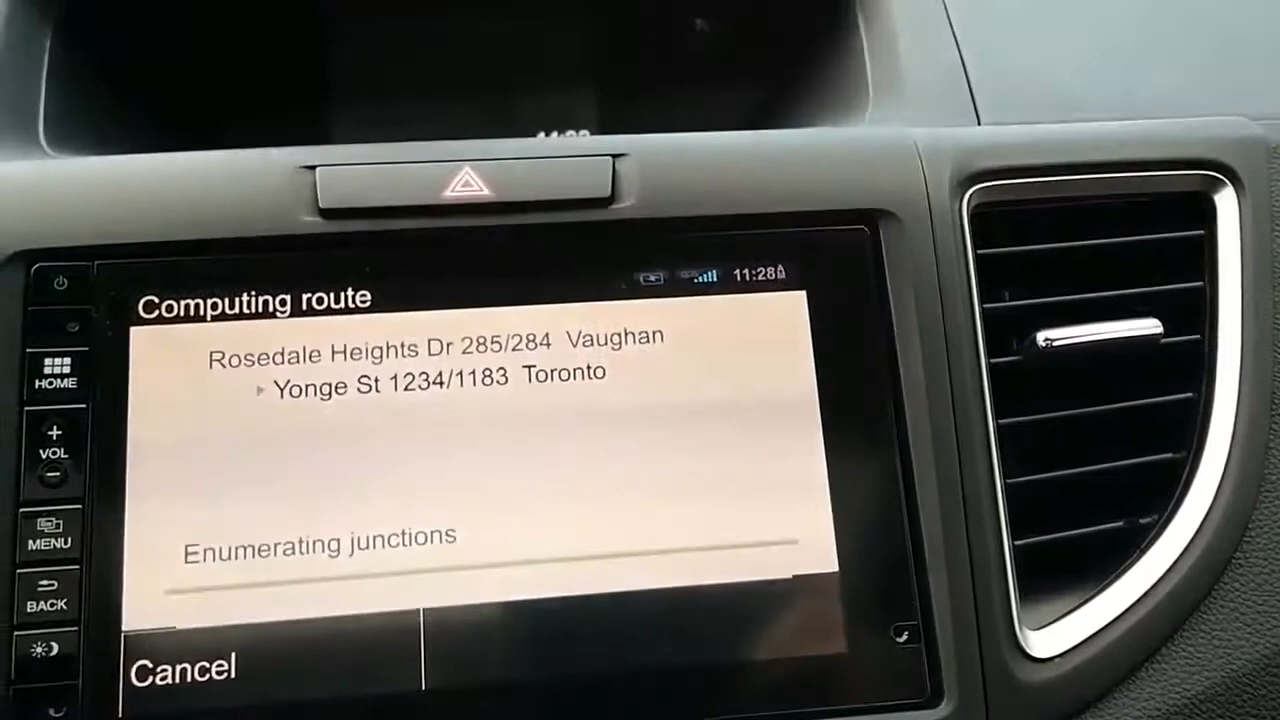 11:28
Computing route
Rosedale Heights Dr 285/284 Vaughan
Yonge St 1234/1183 Toronto
Enumerating junctions
Cancel
HOME
+
VOL
−
MENU
BACK